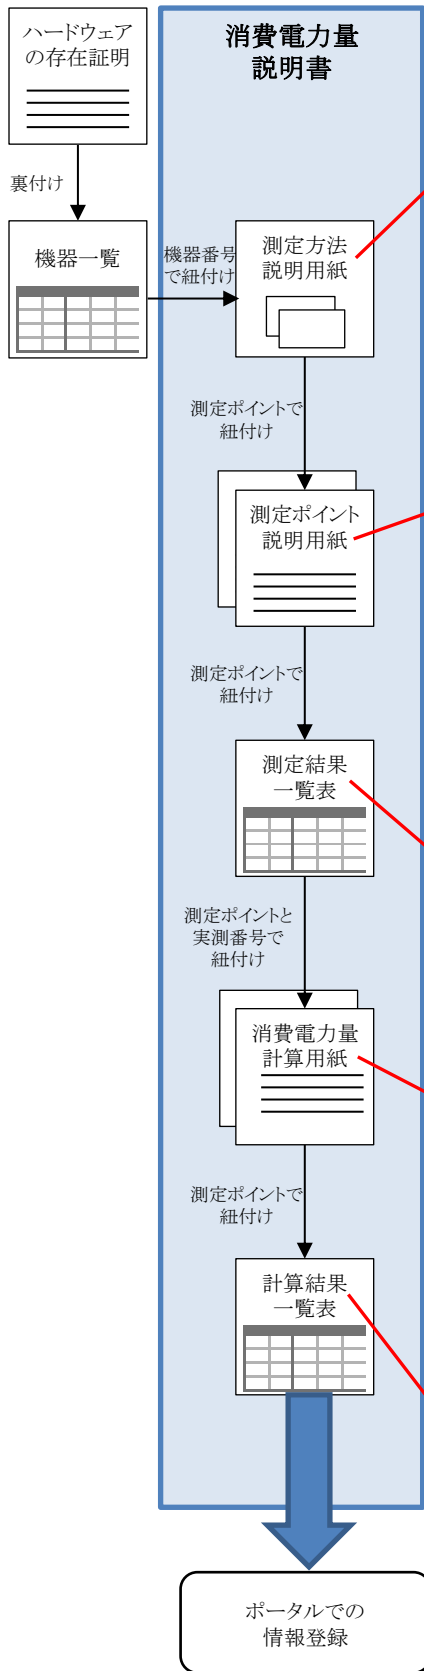 ハードウェア
の存在証明
消費電力量
説明書
裏付け
機器一覧
機器番号
で紐付け
測定方法
説明用紙
測定ポイントで
紐付け
測定ポイント
説明用紙
測定ポイントで
紐付け
測定結果
一覧表
測定ポイントと
実測番号で
紐付け
消費電力量
計算用紙
測定ポイントで
紐付け
計算結果
一覧表
ポータルでの
情報登録